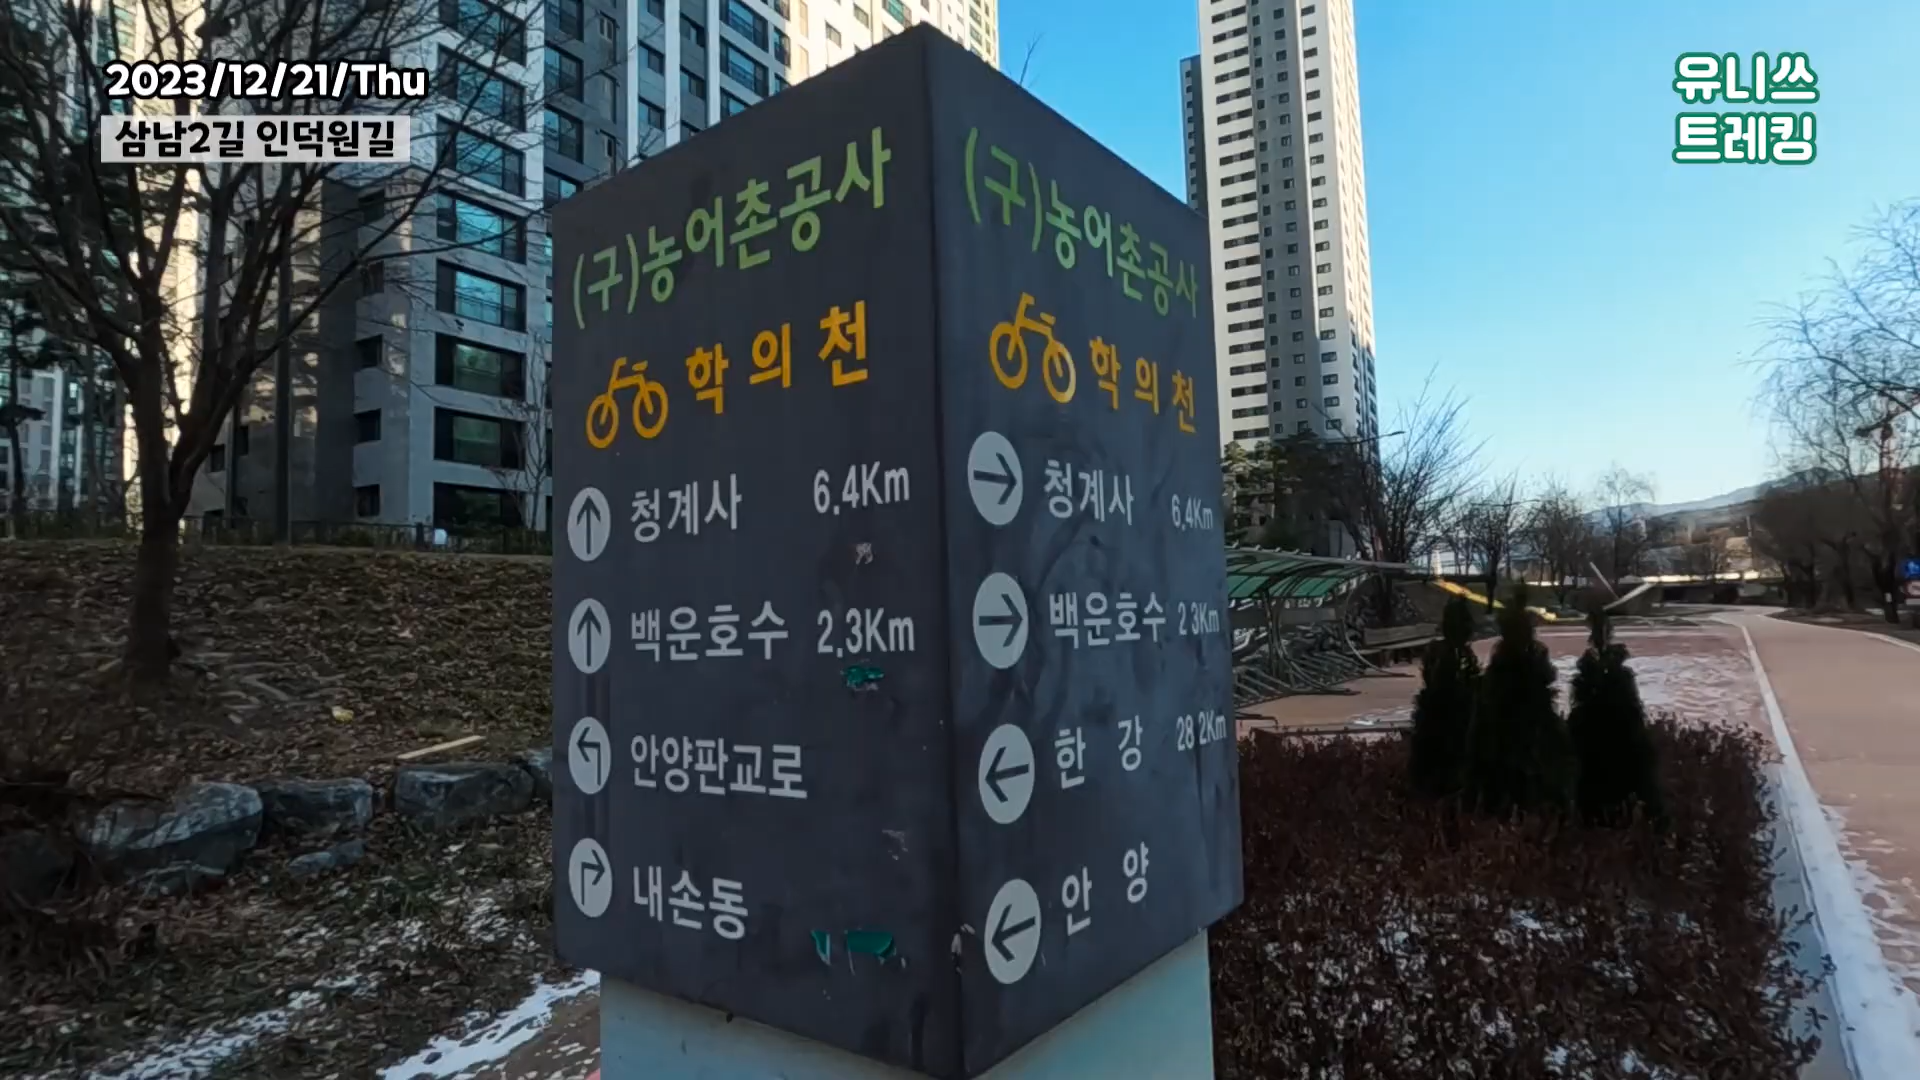 2023/12/21/Thu
삼남2길 인덕원길
유니쓰
트레킹
(구)농어촌공사
학의천
청계사 6.4Km
백운호수 2.3Km
안양판교로
내손동
(구)농어촌공사
학의천
청계사 6.4Km
백운호수 2.3Km
한강 28.2Km
안양